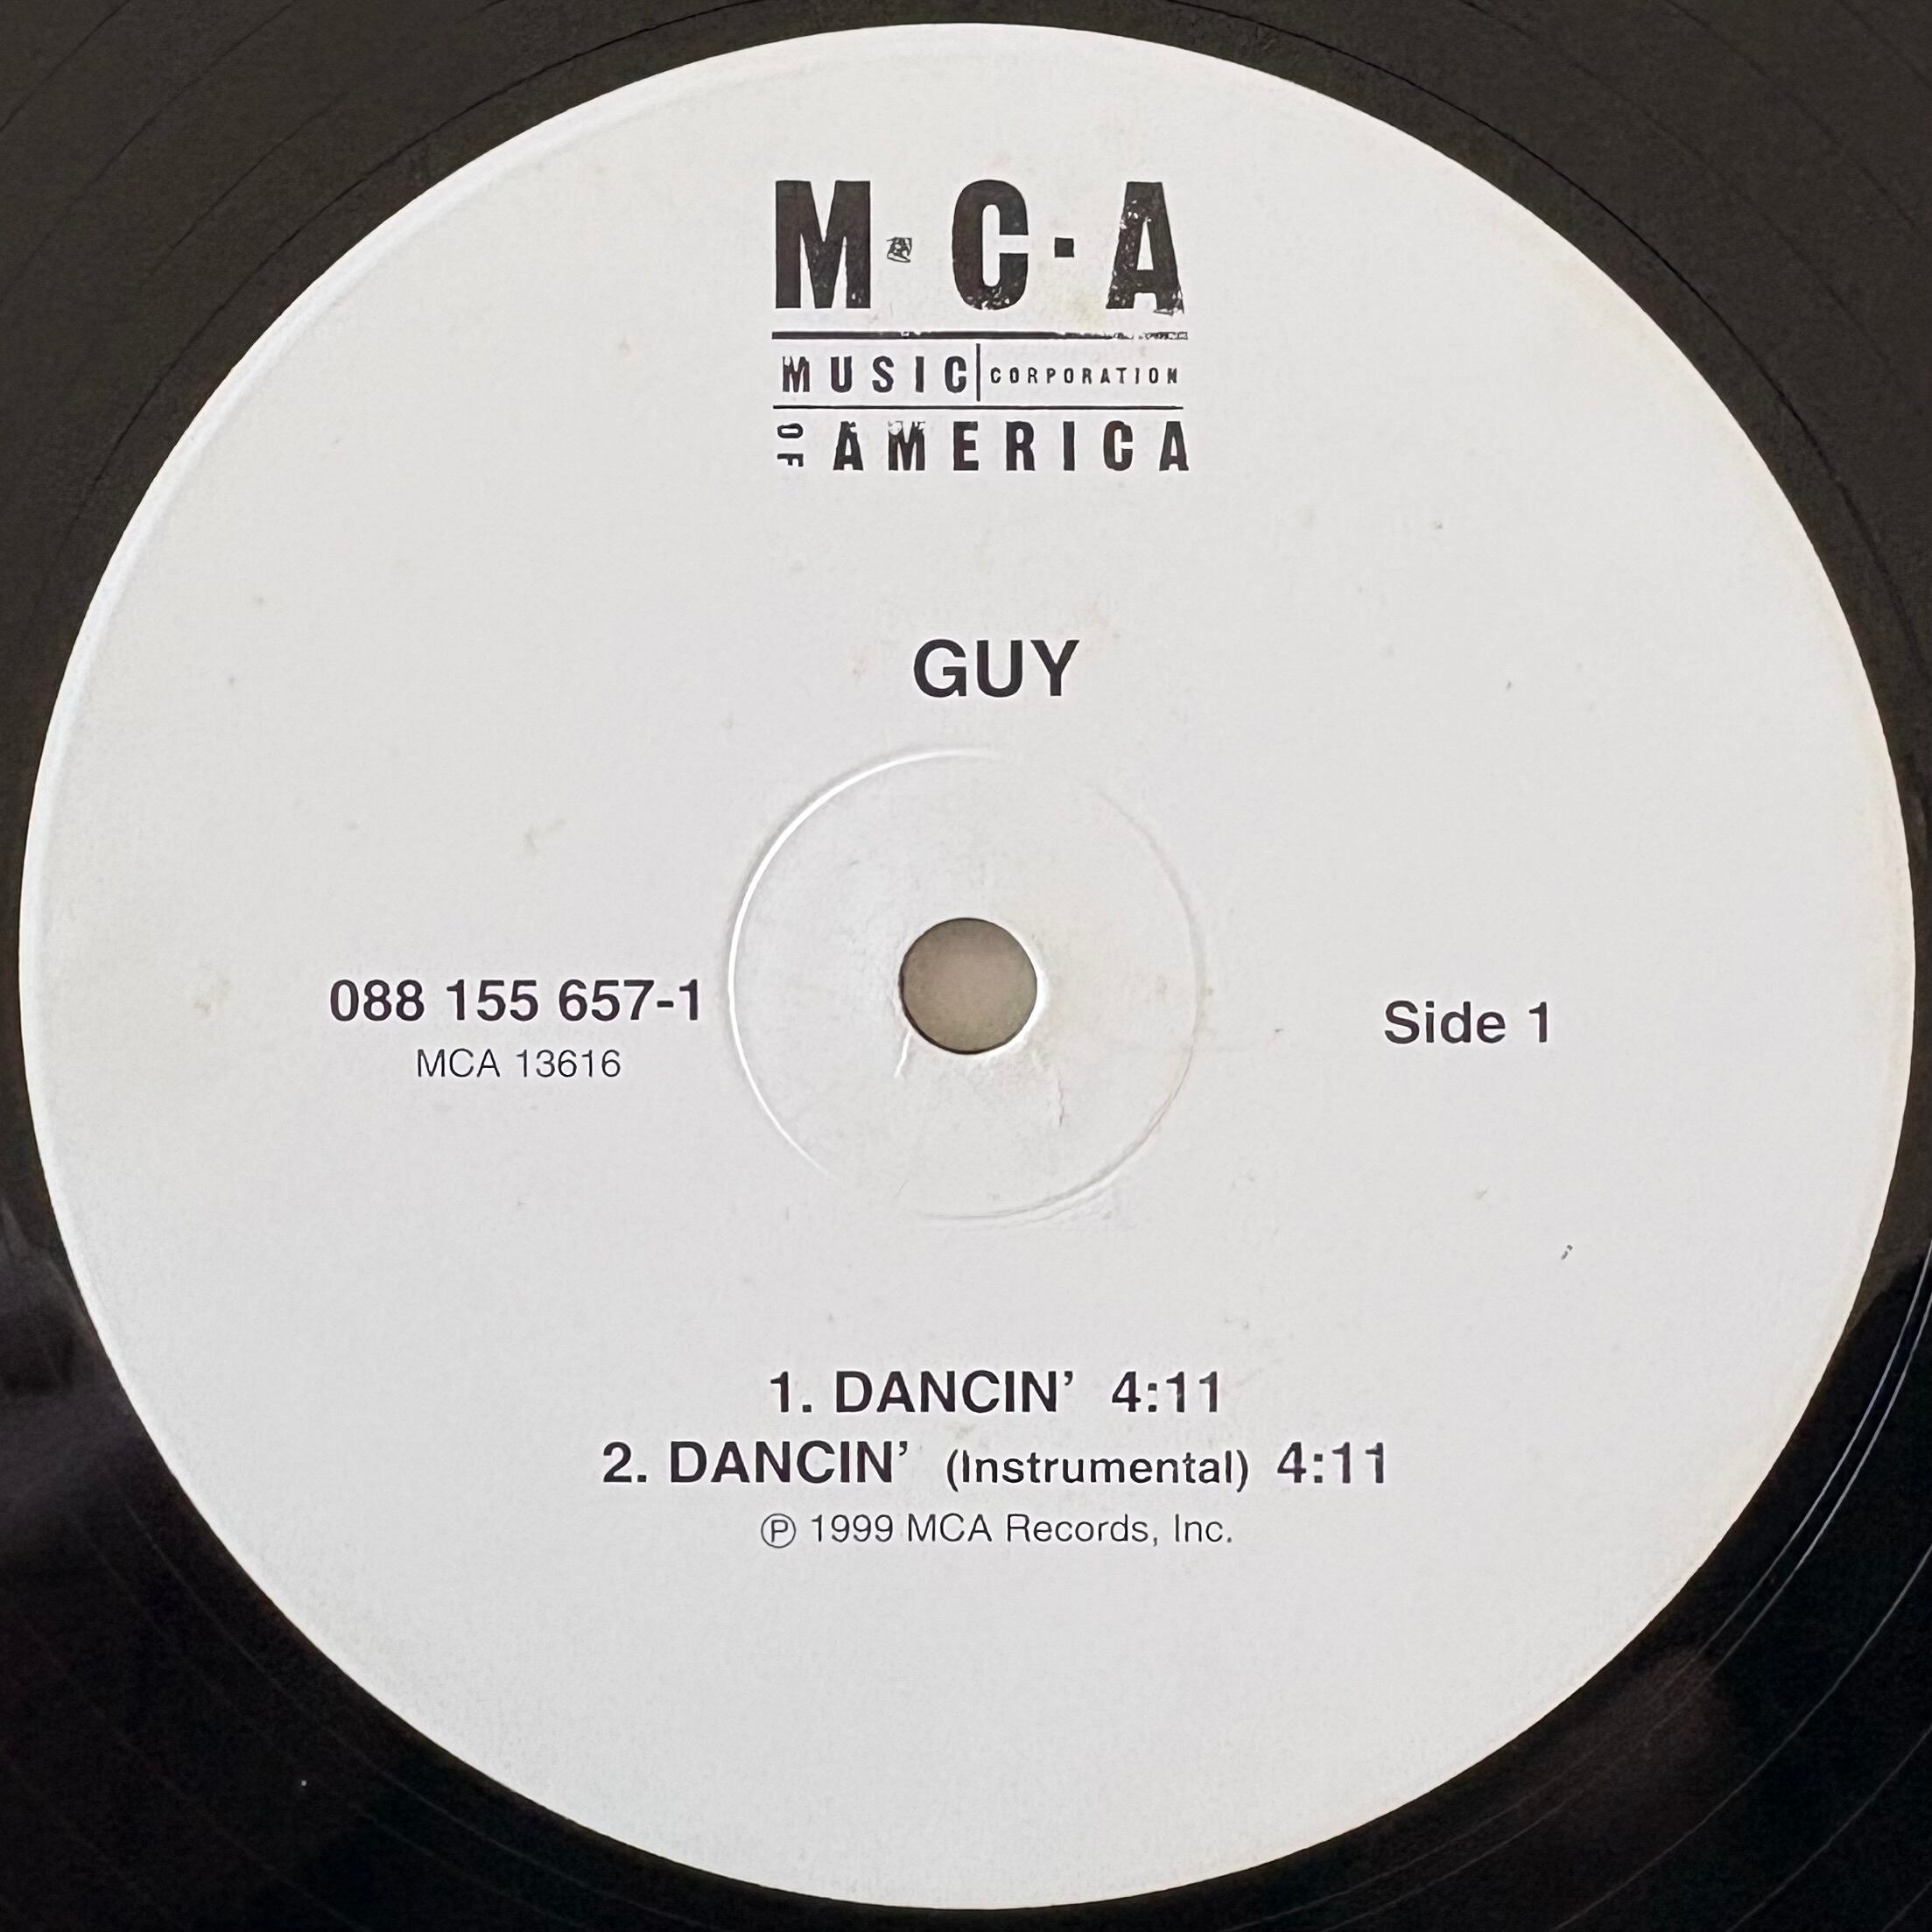 M·C·A
MUSIC CORPORATION
OF AMERICA
GUY
088 155 657-1
MCA 13616
Side 1
1. DANCIN’ 4:11
2. DANCIN’ (Instrumental) 4:11
℗ 1999 MCA Records, Inc.